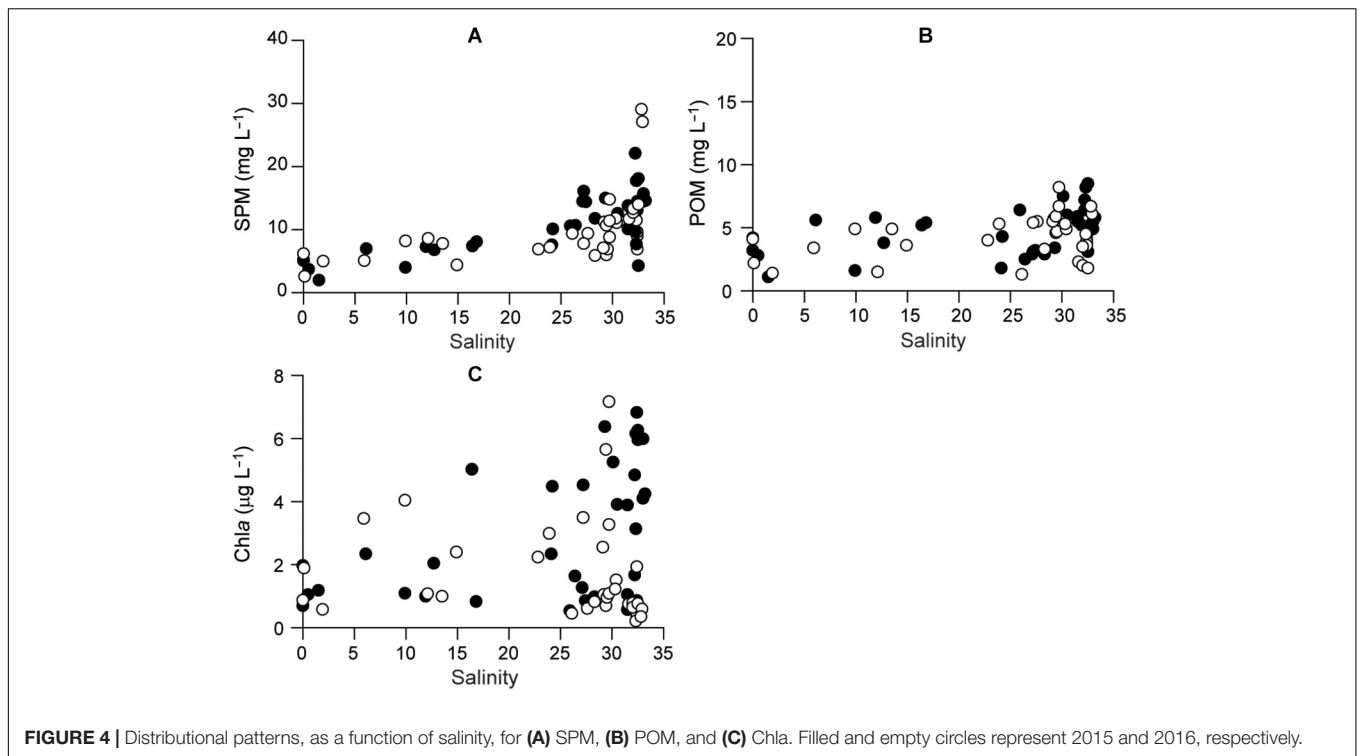 A
40
30
20
10
0
SPM (mg L⁻¹)
0 5 10 15 20 25 30 35
Salinity
B
20
15
10
5
0
POM (mg L⁻¹)
0 5 10 15 20 25 30 35
Salinity
C
8
6
4
2
0
Chla (µg L⁻¹)
0 5 10 15 20 25 30 35
Salinity
FIGURE 4 | Distributional patterns, as a function of salinity, for (A) SPM, (B) POM, and (C) Chla. Filled and empty circles represent 2015 and 2016, respectively.